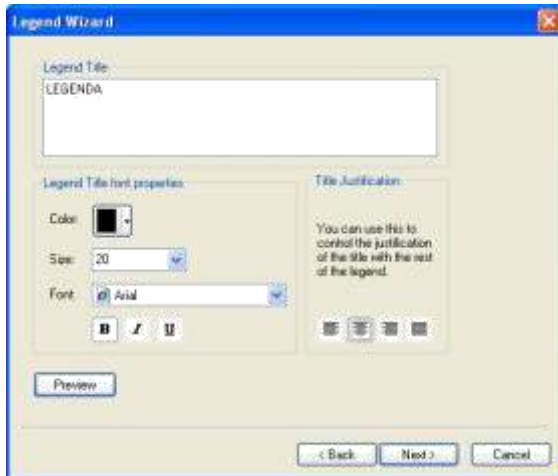 Legend Wizard
Legend Title
LEGENDA
Legend Title font properties
Color:
Size: 20
Font: Arial
B I U
Title Justification
You can use this to
control the justification
of the title with the rest
of the legend.
Preview
< Back Next > Cancel